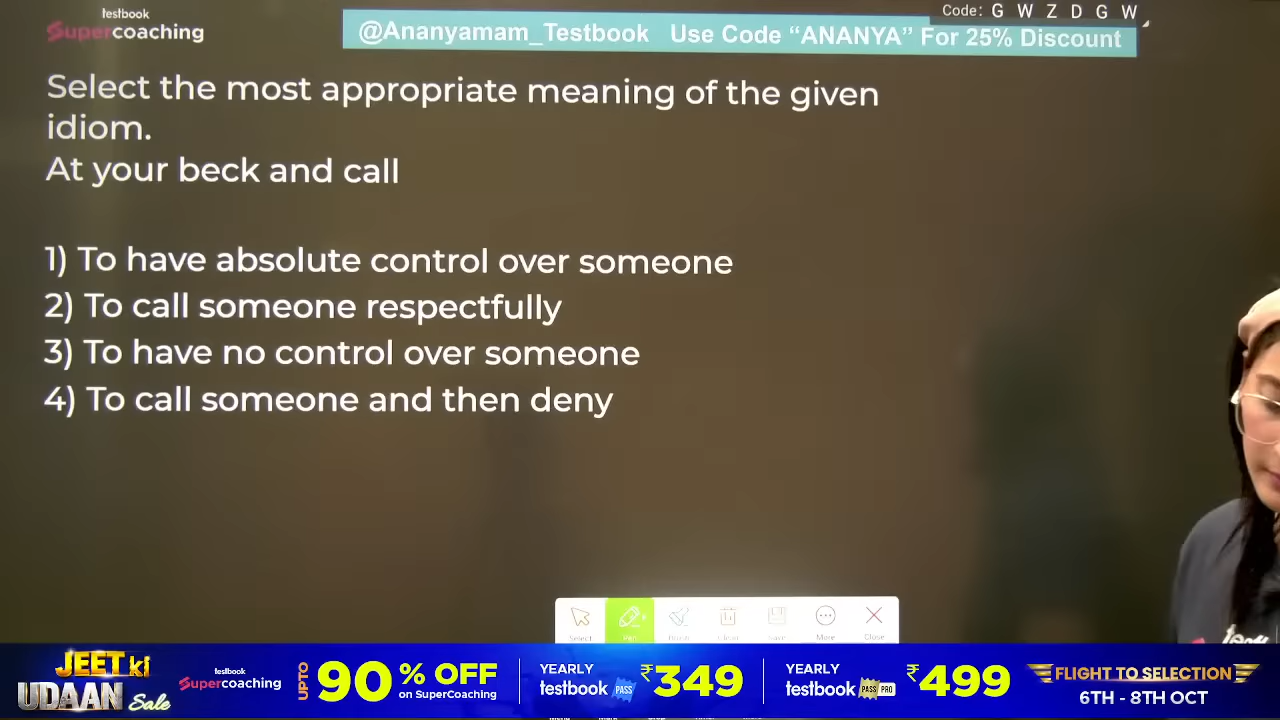 testbook
Supercoaching
@Ananyamam_Testbook Use Code “ANANYA” For 25% Discount
Code: G W Z D G W
Select the most appropriate meaning of the given
idiom.
At your beck and call
1) To have absolute control over someone
2) To call someone respectfully
3) To have no control over someone
4) To call someone and then deny
Select
Pen
More
Close
JEET ki
UDAAN Sale
testbook
Supercoaching
UPTO 90% OFF
on SuperCoaching
YEARLY
testbook PASS
₹349
YEARLY
testbook PASS PRO
₹499
FLIGHT TO SELECTION
6TH - 8TH OCT